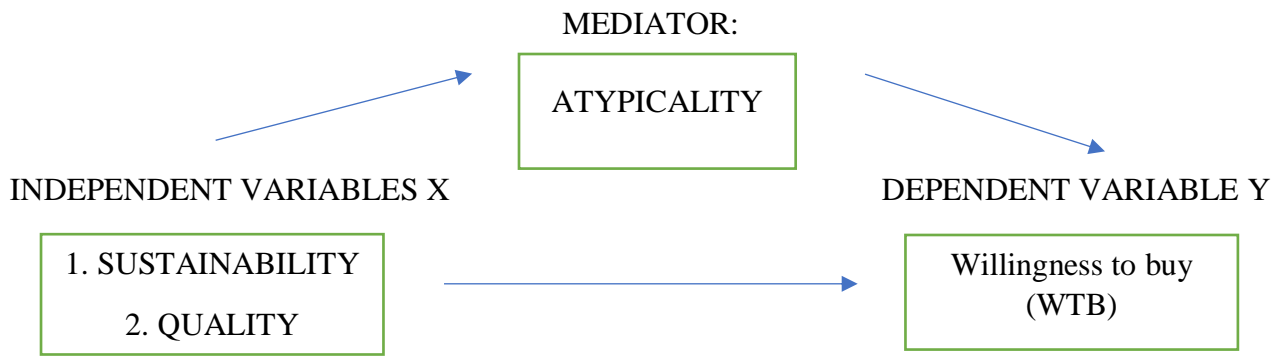 MEDIATOR:
ATYPICALITY
INDEPENDENT VARIABLES X
1. SUSTAINABILITY
2. QUALITY
DEPENDENT VARIABLE Y
Willingness to buy
(WTB)